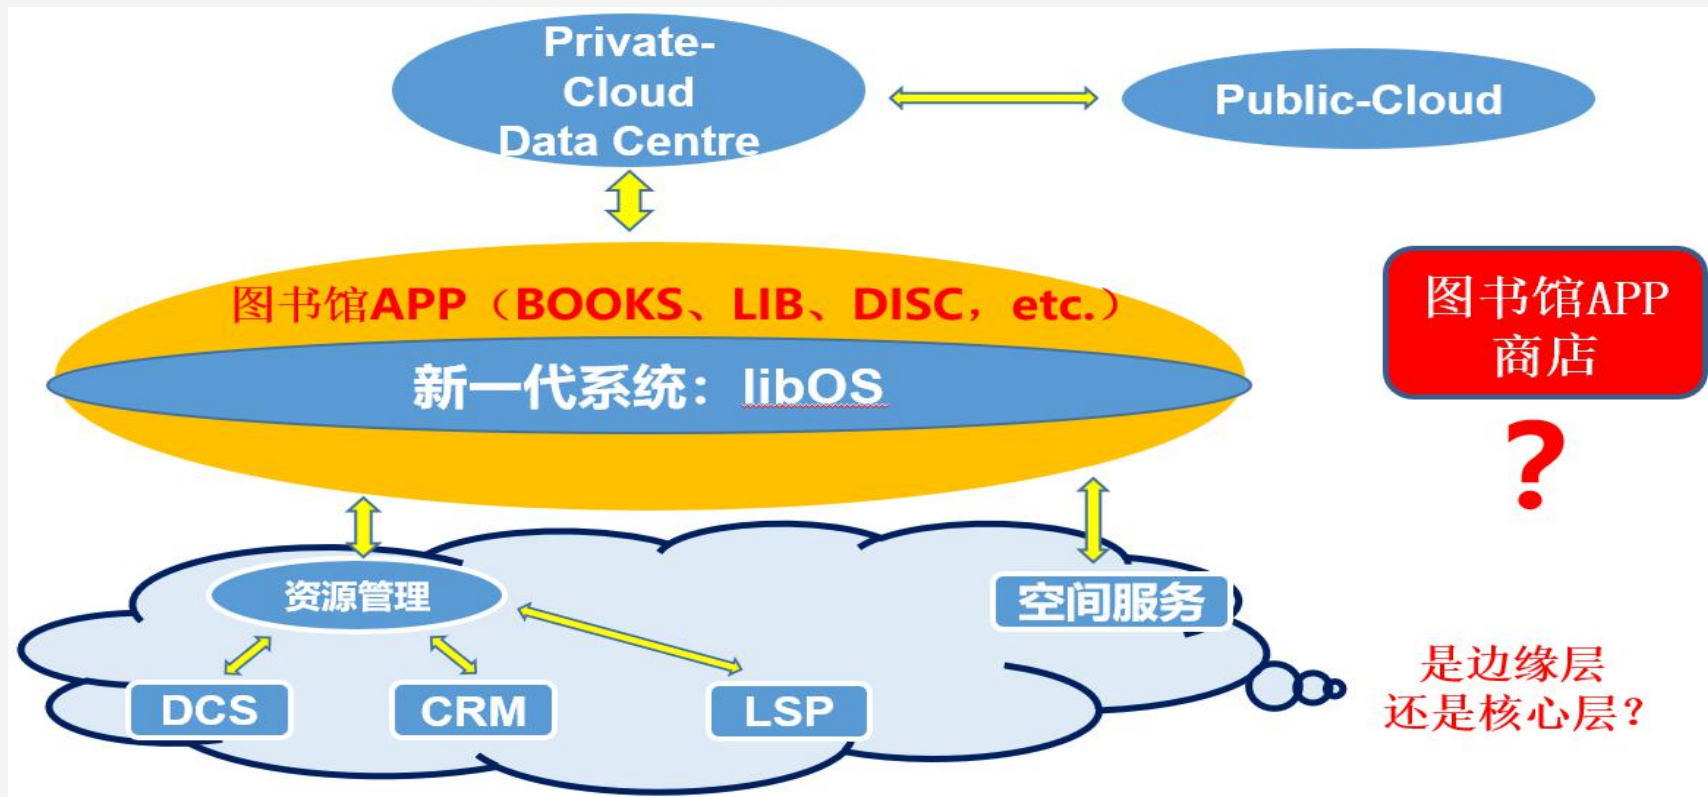 Private-
Cloud
Data Centre
Public-Cloud
图书馆APP（BOOKS、LIB、DISC，etc.）
新一代系统：libOS
图书馆APP
商店
？
资源管理
空间服务
DCS
CRM
LSP
是边缘层
还是核心层？